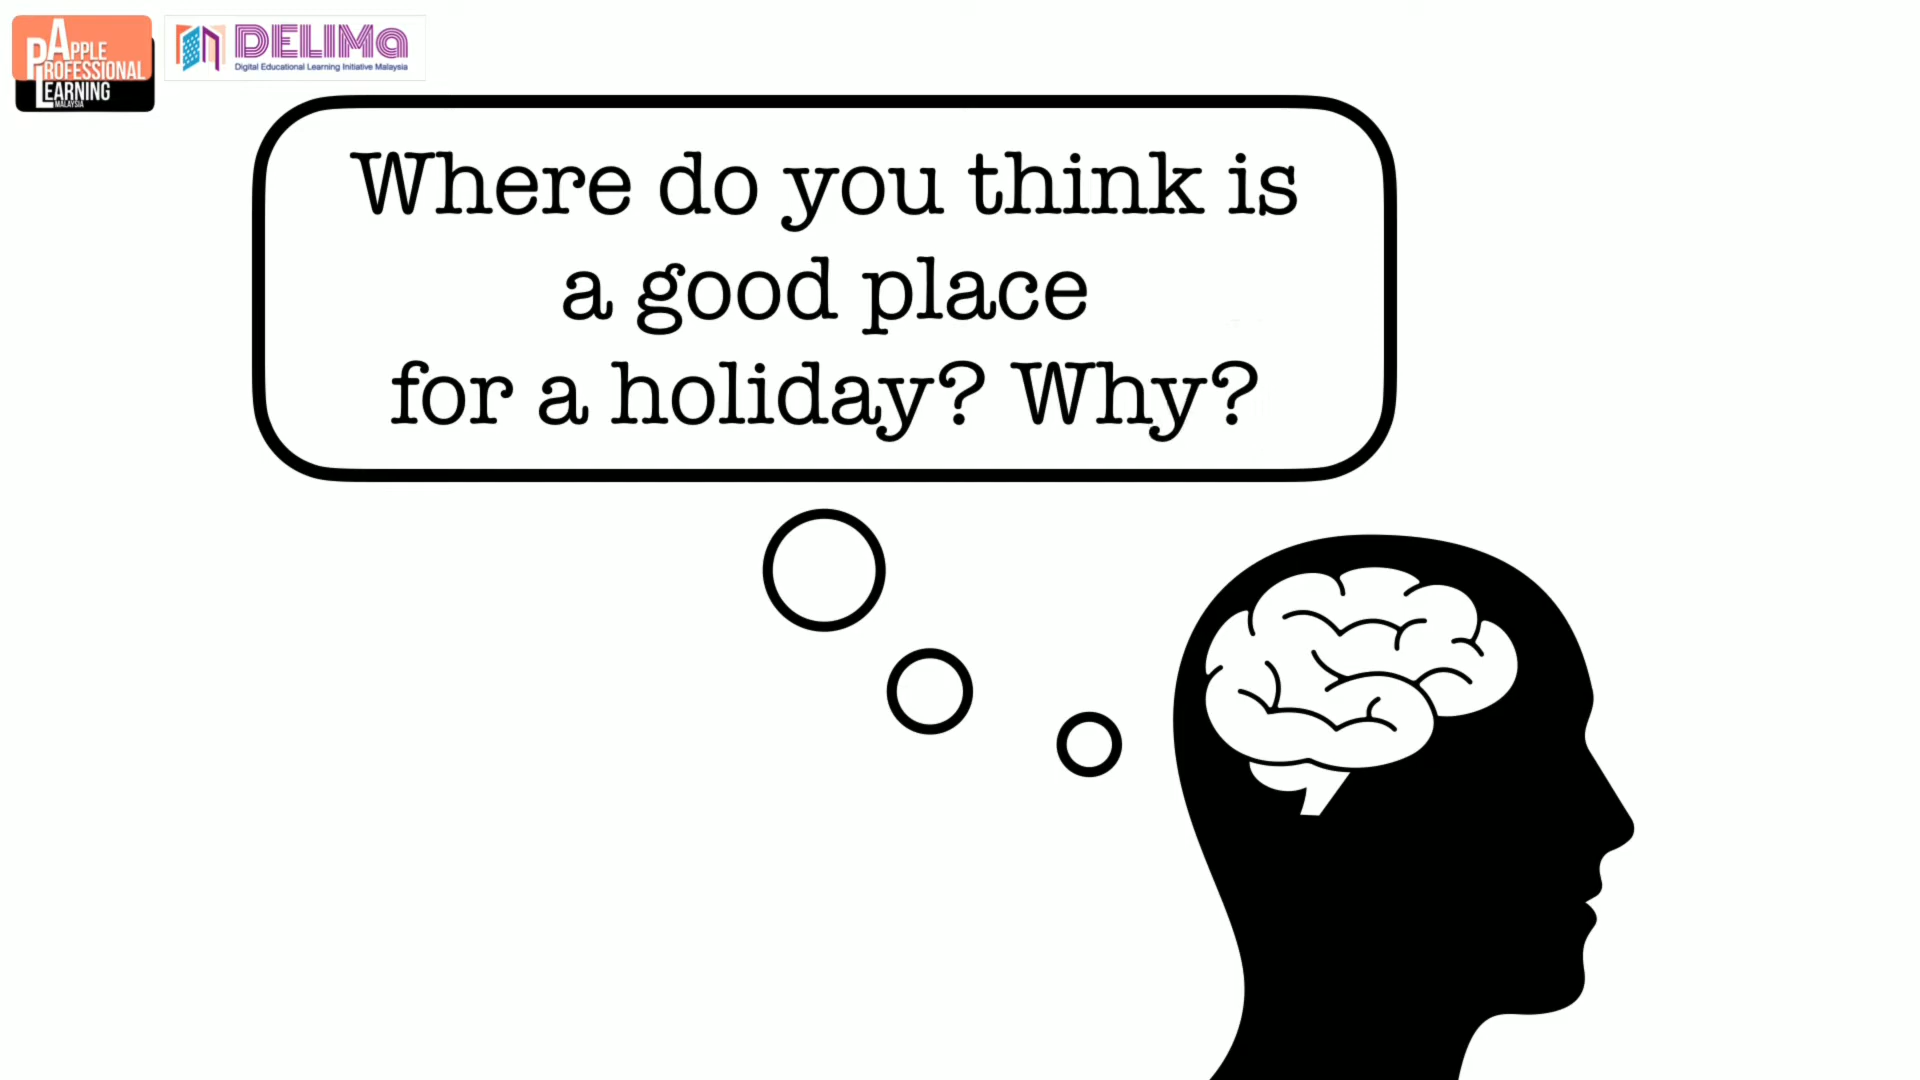 APPLE
PROFESSIONAL
LEARNING
MALAYSIA
DELIMa
Digital Educational Learning Initiative Malaysia
Where do you think is
a good place
for a holiday? Why?